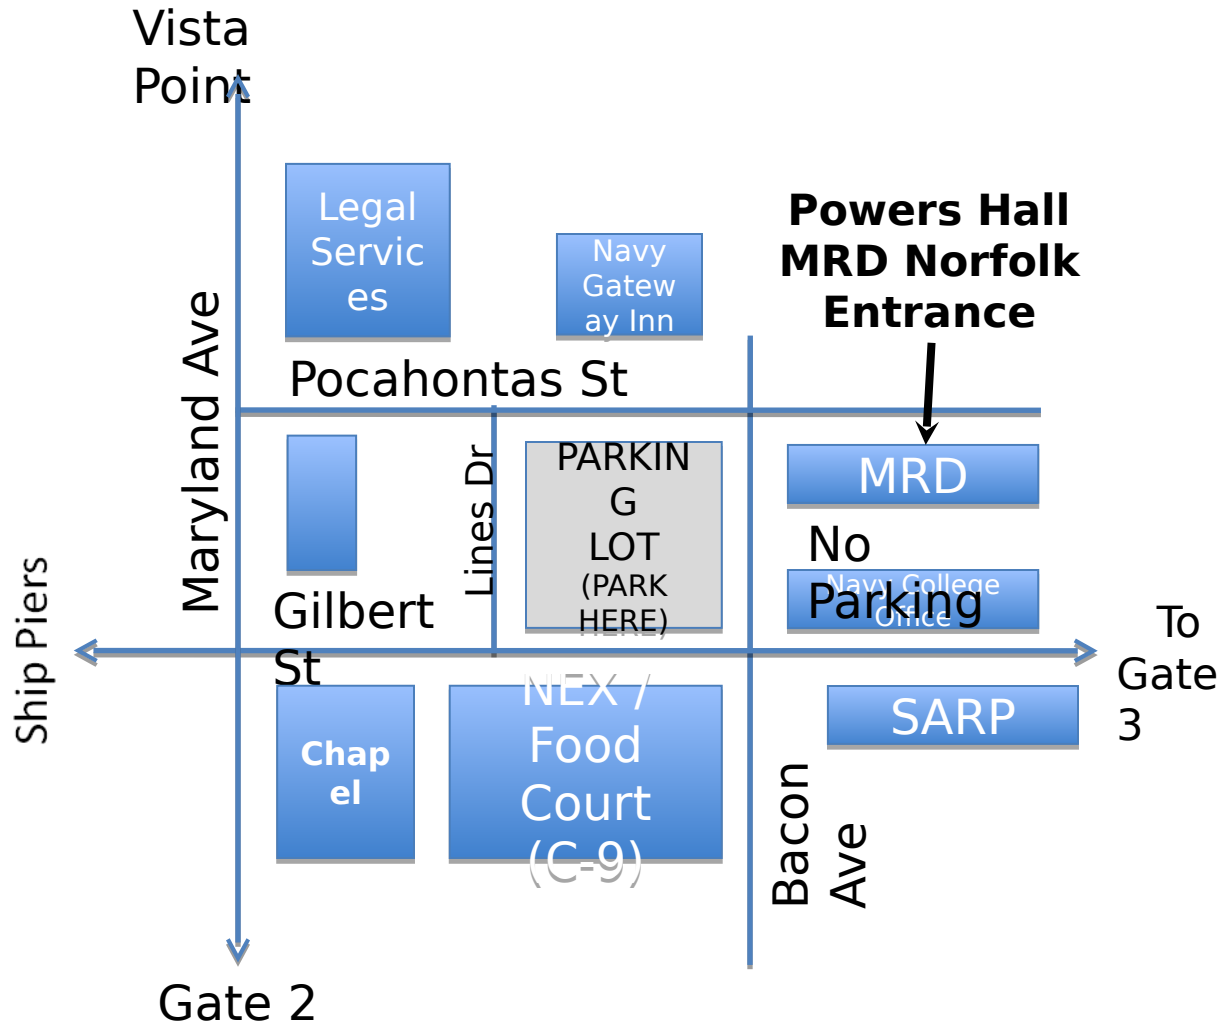 Vista
Point
Legal
Servic
es
Navy
Gatew
ay Inn
Powers Hall
MRD Norfolk
Entrance
Maryland Ave
Pocahontas St
Lines Dr
PARKIN
G
LOT
(PARK
HERE)
MRD
No
Parking
Navy College
Office
Gilbert
St
Ship Piers
To
Gate
3
Chap
el
NEX /
Food
Court
(C-9)
SARP
Bacon
Ave
Gate 2